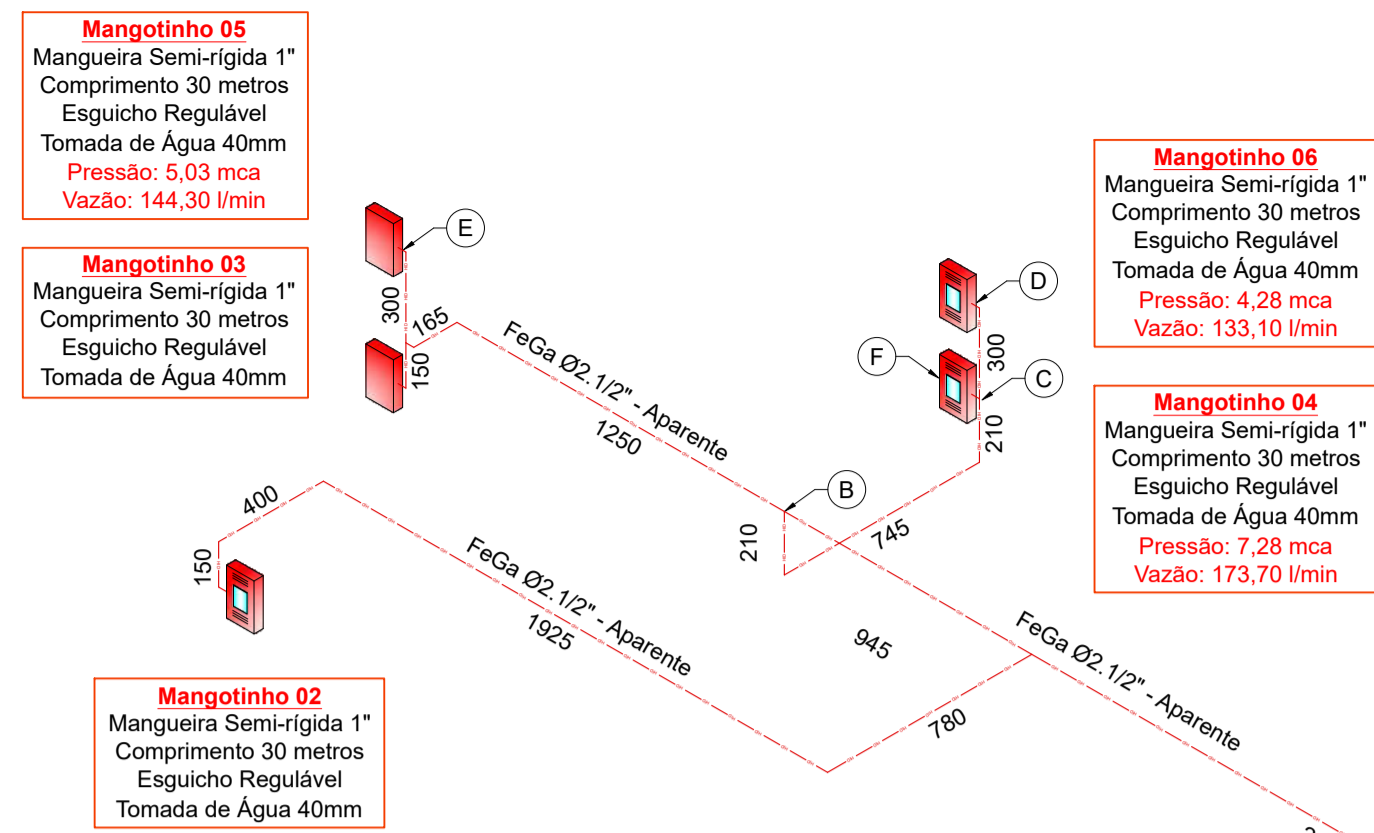 Mangotinho 05
Mangueira Semi-rígida 1"
Comprimento 30 metros
Esguicho Regulável
Tomada de Água 40mm
Pressão: 5,03 mca
Vazão: 144,30 l/min
Mangotinho 03
Mangueira Semi-rígida 1"
Comprimento 30 metros
Esguicho Regulável
Tomada de Água 40mm
E
300
165
150
FeGa Ø2.1/2" - Aparente
1250
D
300
F
C
210
B
210
745
Mangotinho 06
Mangueira Semi-rígida 1"
Comprimento 30 metros
Esguicho Regulável
Tomada de Água 40mm
Pressão: 4,28 mca
Vazão: 133,10 l/min
Mangotinho 04
Mangueira Semi-rígida 1"
Comprimento 30 metros
Esguicho Regulável
Tomada de Água 40mm
Pressão: 7,28 mca
Vazão: 173,70 l/min
400
150
FeGa Ø2.1/2" - Aparente
1925
945
780
FeGa Ø2.1/2" - Aparente
Mangotinho 02
Mangueira Semi-rígida 1"
Comprimento 30 metros
Esguicho Regulável
Tomada de Água 40mm